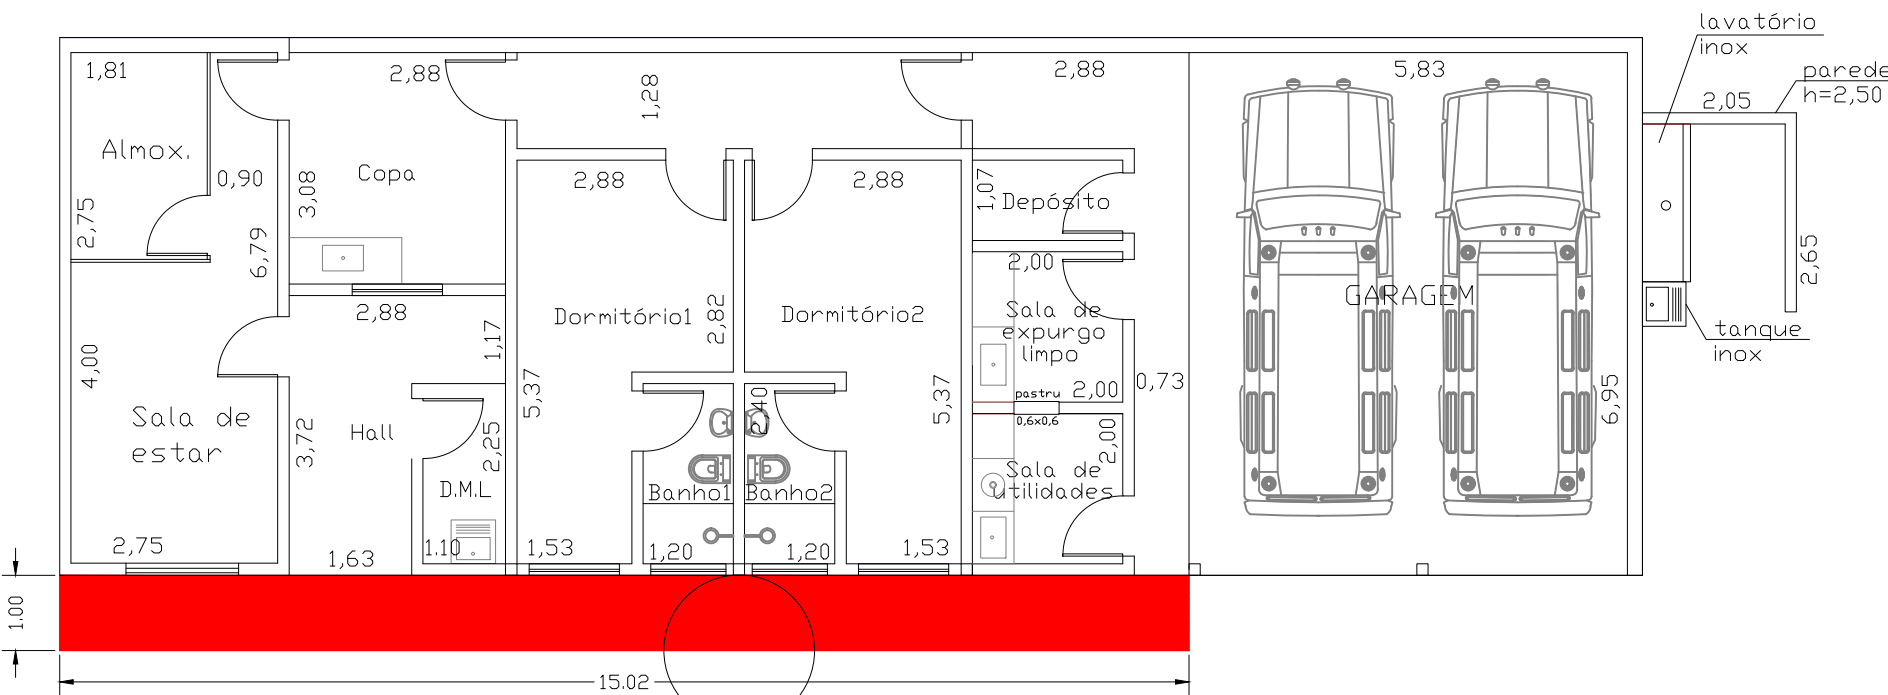 lavatório
inox
1,81
2,88
2,88
5,83
parede
h=2,50
1,28
2,05
Almox.
0,90
Copa
3,08
2,88
2,88
1,07
Depósito
2,75
6,79
2,00
2,65
GARAGEM
Sala de
expurgo
limpo
2,88
Dormitório1
2,82
Dormitório2
1,17
tanque
inox
4,00
5,37
2,40
5,37
pastru
2,00
0,73
6,95
0,6x0,6
Sala de
estar
Hall
3,72
2,25
2,00
Sala de
utilidades
D.M.L
Banho1
Banho2
2,75
1,63
1.10
1,53
1,20
1,20
1,53
1.00
15.02